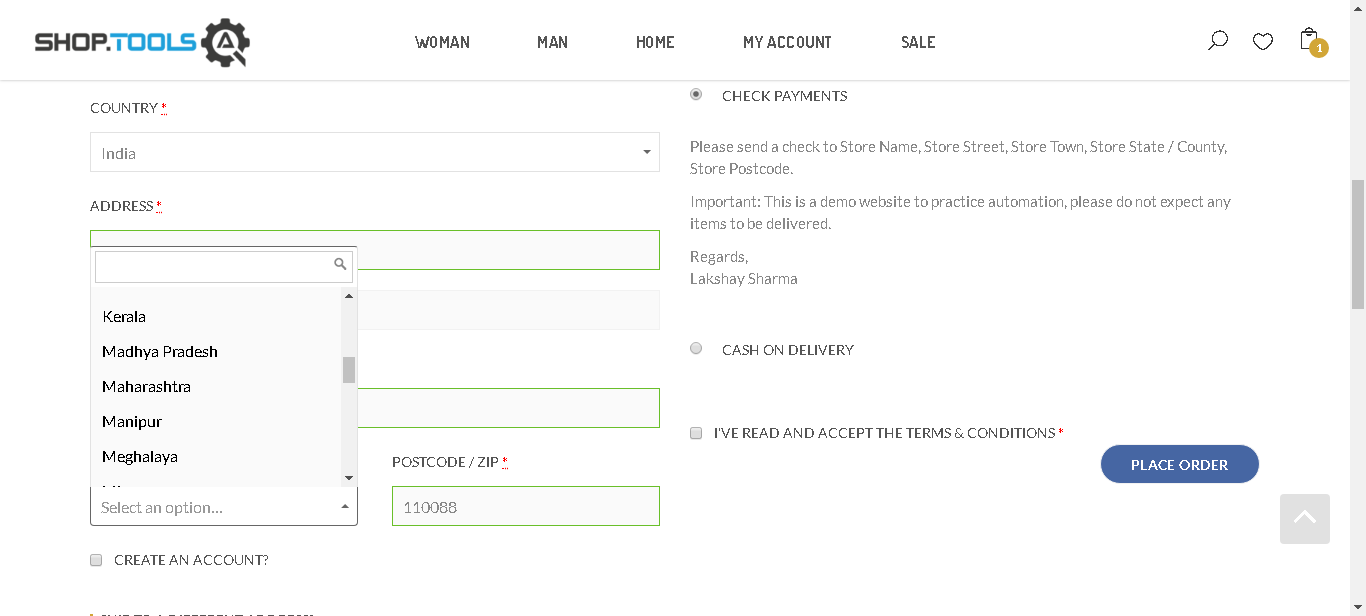 SHOP.TOOLS
WOMAN
MAN
HOME
MY ACCOUNT
SALE
1
COUNTRY *
India
ADDRESS *
Kerala
Madhya Pradesh
Maharashtra
Manipur
Meghalaya
Select an option...
POSTCODE / ZIP *
110088
CREATE AN ACCOUNT?
CHECK PAYMENTS
Please send a check to Store Name, Store Street, Store Town, Store State / County,
Store Postcode.
Important: This is a demo website to practice automation, please do not expect any
items to be delivered.
Regards,
Lakshay Sharma
CASH ON DELIVERY
I'VE READ AND ACCEPT THE TERMS & CONDITIONS *
PLACE ORDER